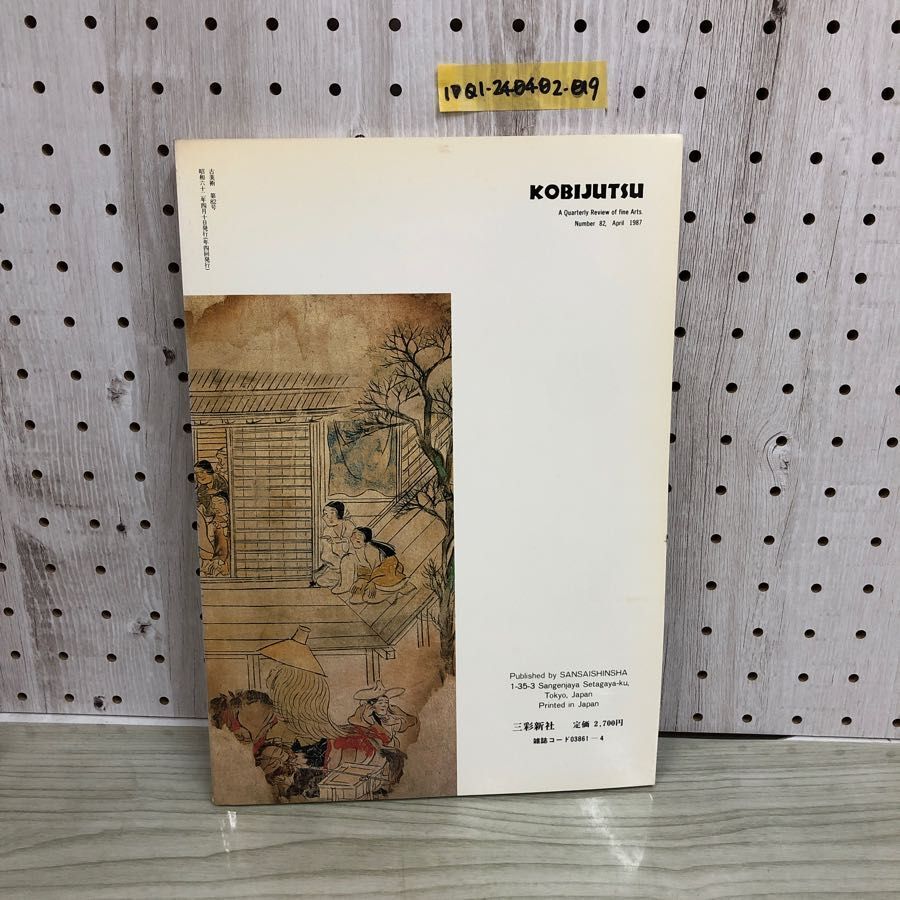 1▼Q1-240402-019
古美術 第82号
昭和六十二年四月十日発行(年四回発行)
KOBIJUTSU
A Quarterly Review of fine Arts.
Number 82, April 1987
Published by SANSAISHINSHA
1-35-3 Sangenjaya Setagaya-ku,
Tokyo, Japan
Printed in Japan
三彩新社 定価 2,700円
雑誌コード03861—4